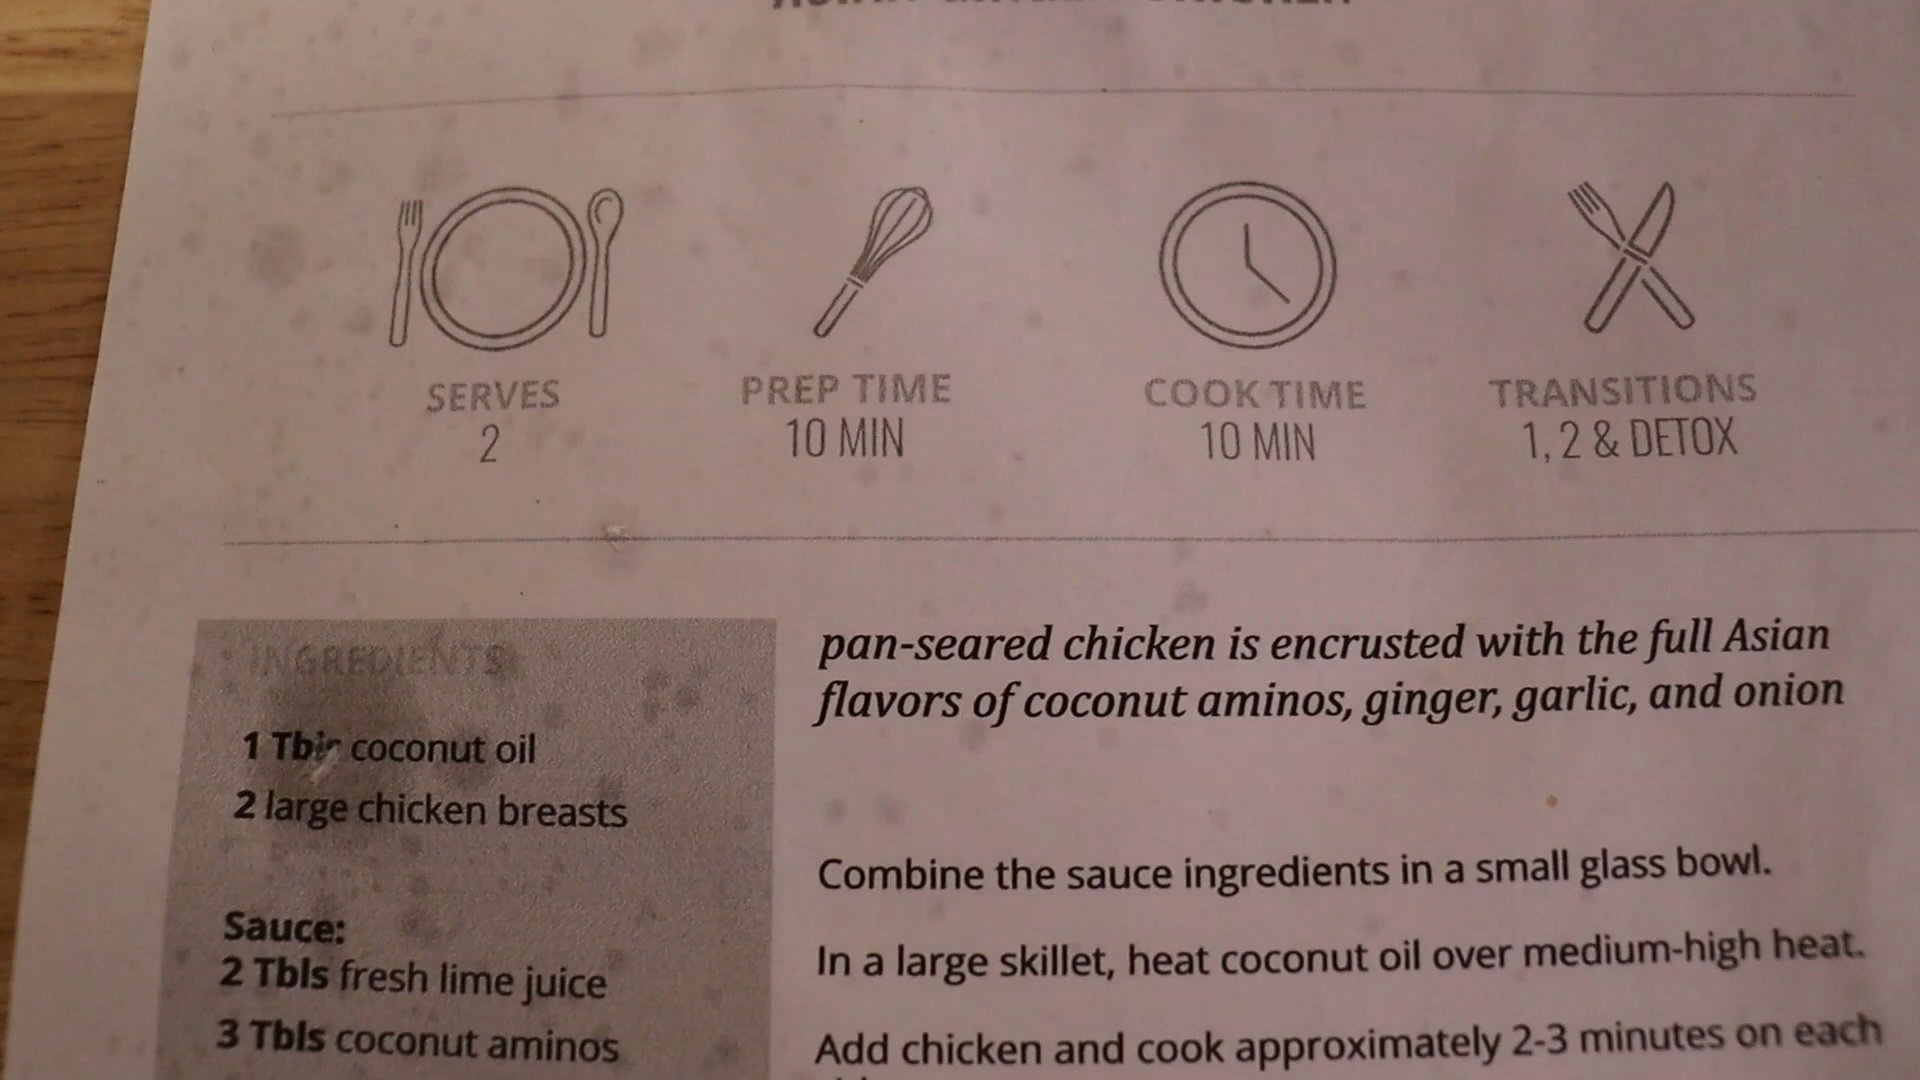 SERVES
2
PREP TIME
10 MIN
COOK TIME
10 MIN
TRANSITIONS
1, 2 & DETOX
INGREDIENTS
1 coconut oil
2 large chicken breasts
Sauce:
2 Tbls fresh lime juice
3 Tbls coconut aminos
pan-seared chicken is encrusted with the full Asian
flavors of coconut aminos, ginger, garlic, and onion
Combine the sauce ingredients in a small glass bowl.
In a large skillet, heat coconut oil over medium-high heat.
Add chicken and cook approximately 2-3 minutes on each